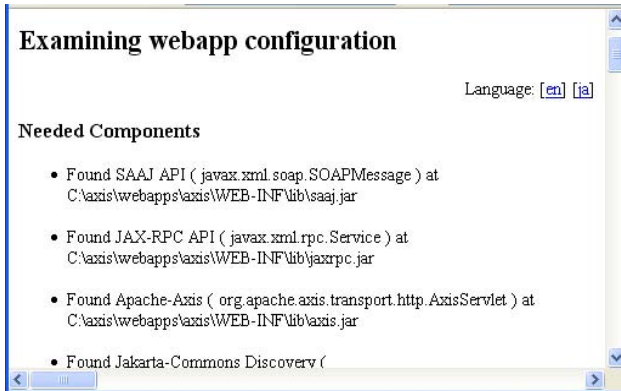 Examining webapp configuration
Language: [en] [ja]
Needed Components
• Found SAAJ API ( javax.xml.soap.SOAPMessage ) at
C:\axis\webapps\axis\WEB-INF\lib\saaj.jar
• Found JAX-RPC API ( javax.xml.rpc.Service ) at
C:\axis\webapps\axis\WEB-INF\lib\jaxrpc.jar
• Found Apache-Axis ( org.apache.axis.transport.http.AxisServlet ) at
C:\axis\webapps\axis\WEB-INF\lib\axis.jar
• Found Jakarta-Commons Discovery (